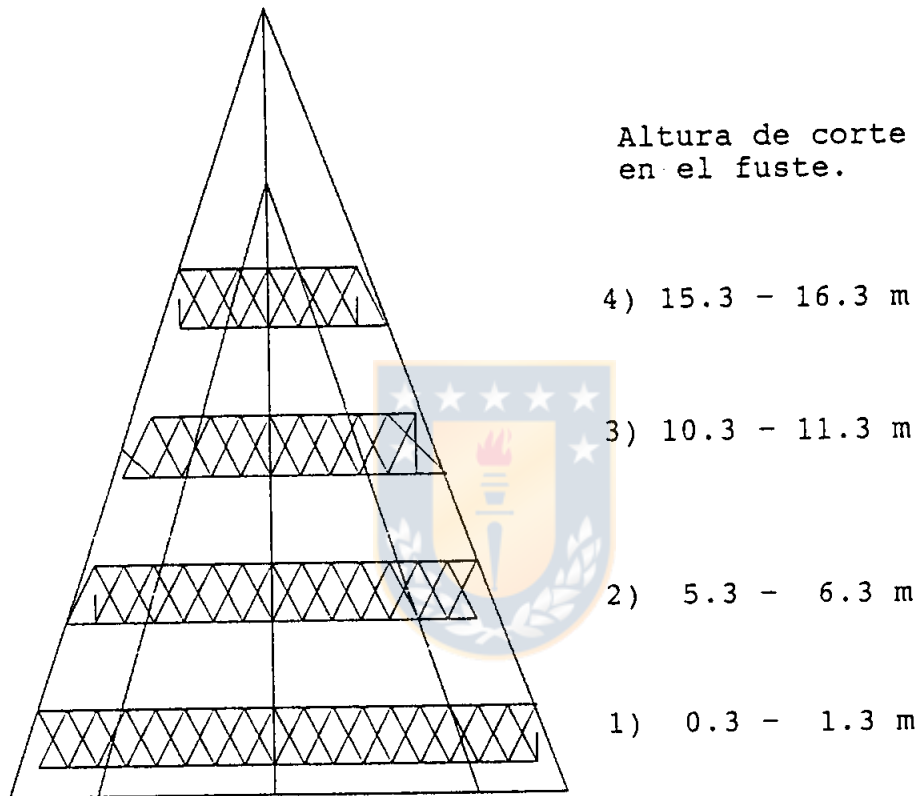 Altura de corte
en el fuste.
4) 15.3 - 16.3 m
3) 10.3 - 11.3 m
2) 5.3 - 6.3 m
1) 0.3 - 1.3 m